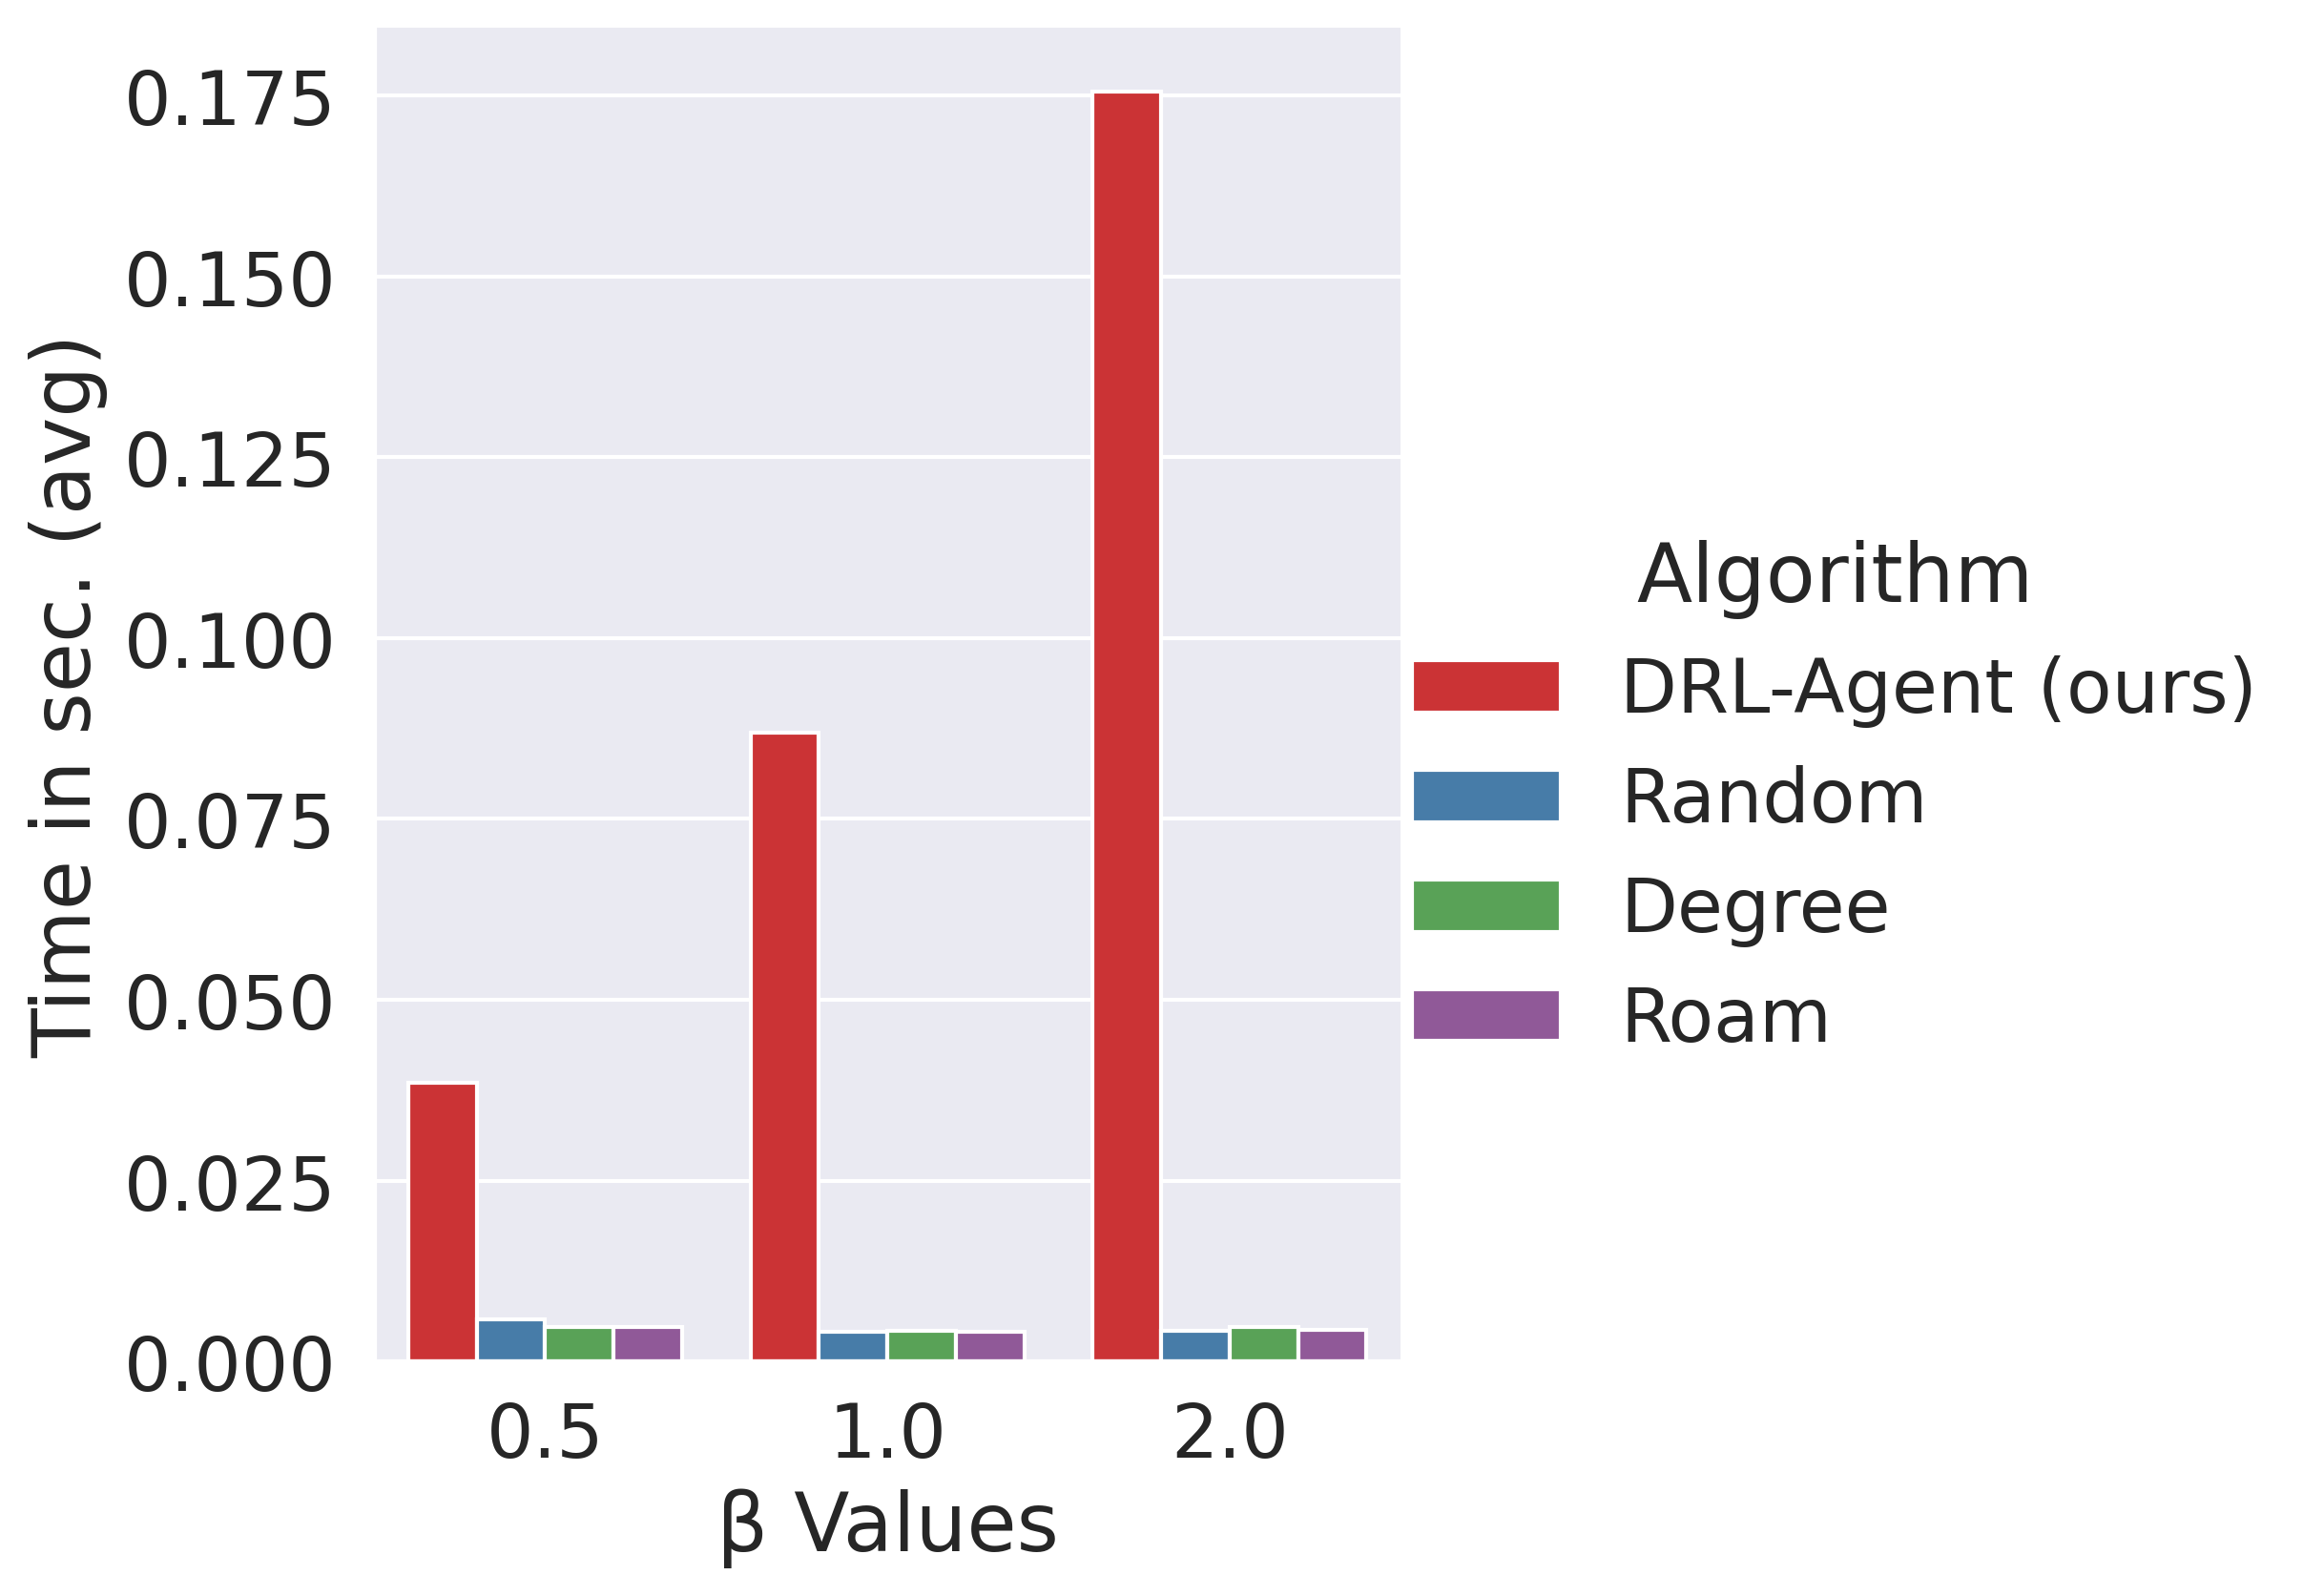 Time in sec. (avg)
0.175
0.150
0.125
0.100
0.075
0.050
0.025
0.000
0.5
1.0
2.0
β Values
Algorithm
DRL-Agent (ours)
Random
Degree
Roam